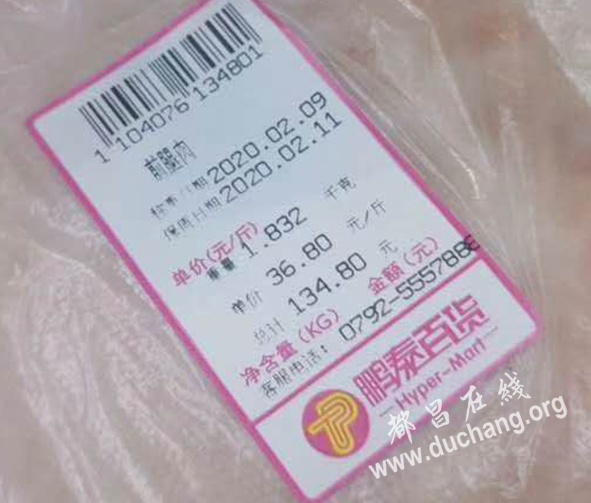 1 104076 134801
前腿肉
称重日期2020.02.09
保质日期2020.02.11
单价(元/斤)
重量 1.832 千克
单价 36.80 元/斤
总计 134.80 元
净含量(KG) 金额(元)
客服电话:0792-5557888
鹏泰百货
Hyper-Mart
都昌在線
www.duchang.org